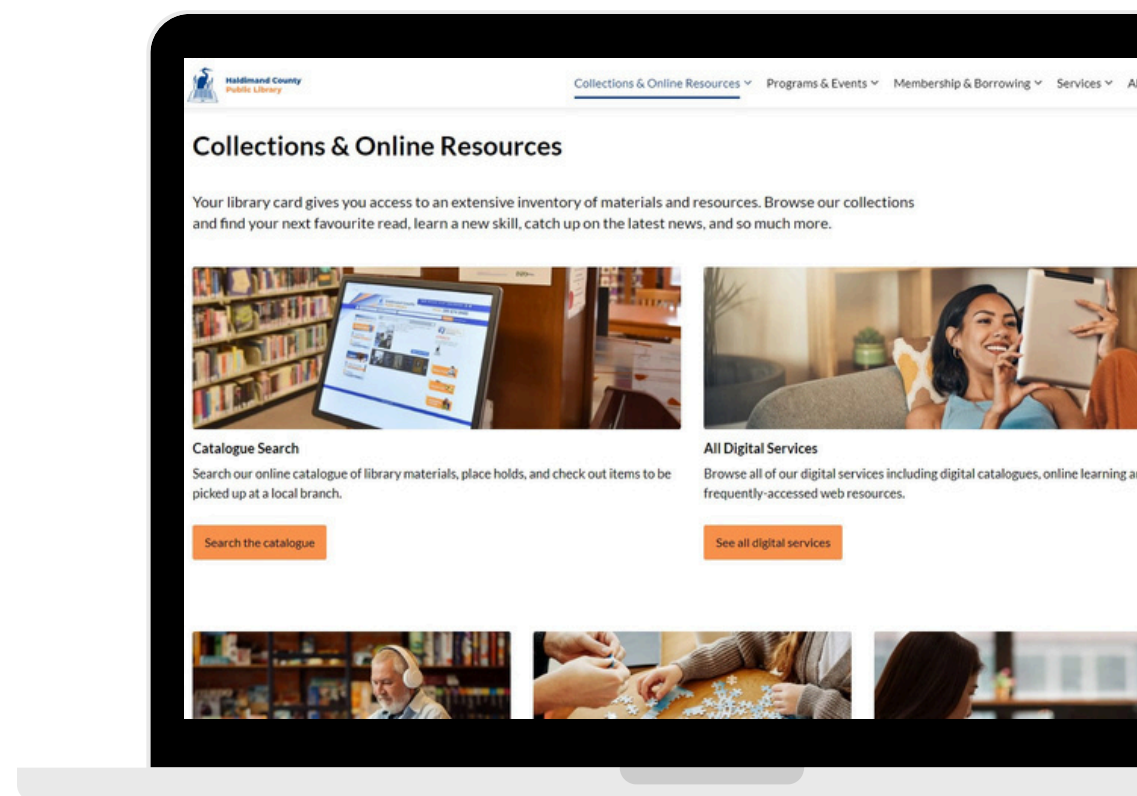 Haldimand County
Public Library
Collections & Online Resources
Programs & Events
Membership & Borrowing
Services
Collections & Online Resources
Your library card gives you access to an extensive inventory of materials and resources. Browse our collections
and find your next favourite read, learn a new skill, catch up on the latest news, and so much more.
Catalogue Search
Search our online catalogue of library materials, place holds, and check out items to be
picked up at a local branch.
Search the catalogue
All Digital Services
Browse all of our digital services including digital catalogues, online learning
frequently-accessed web resources.
See all digital services